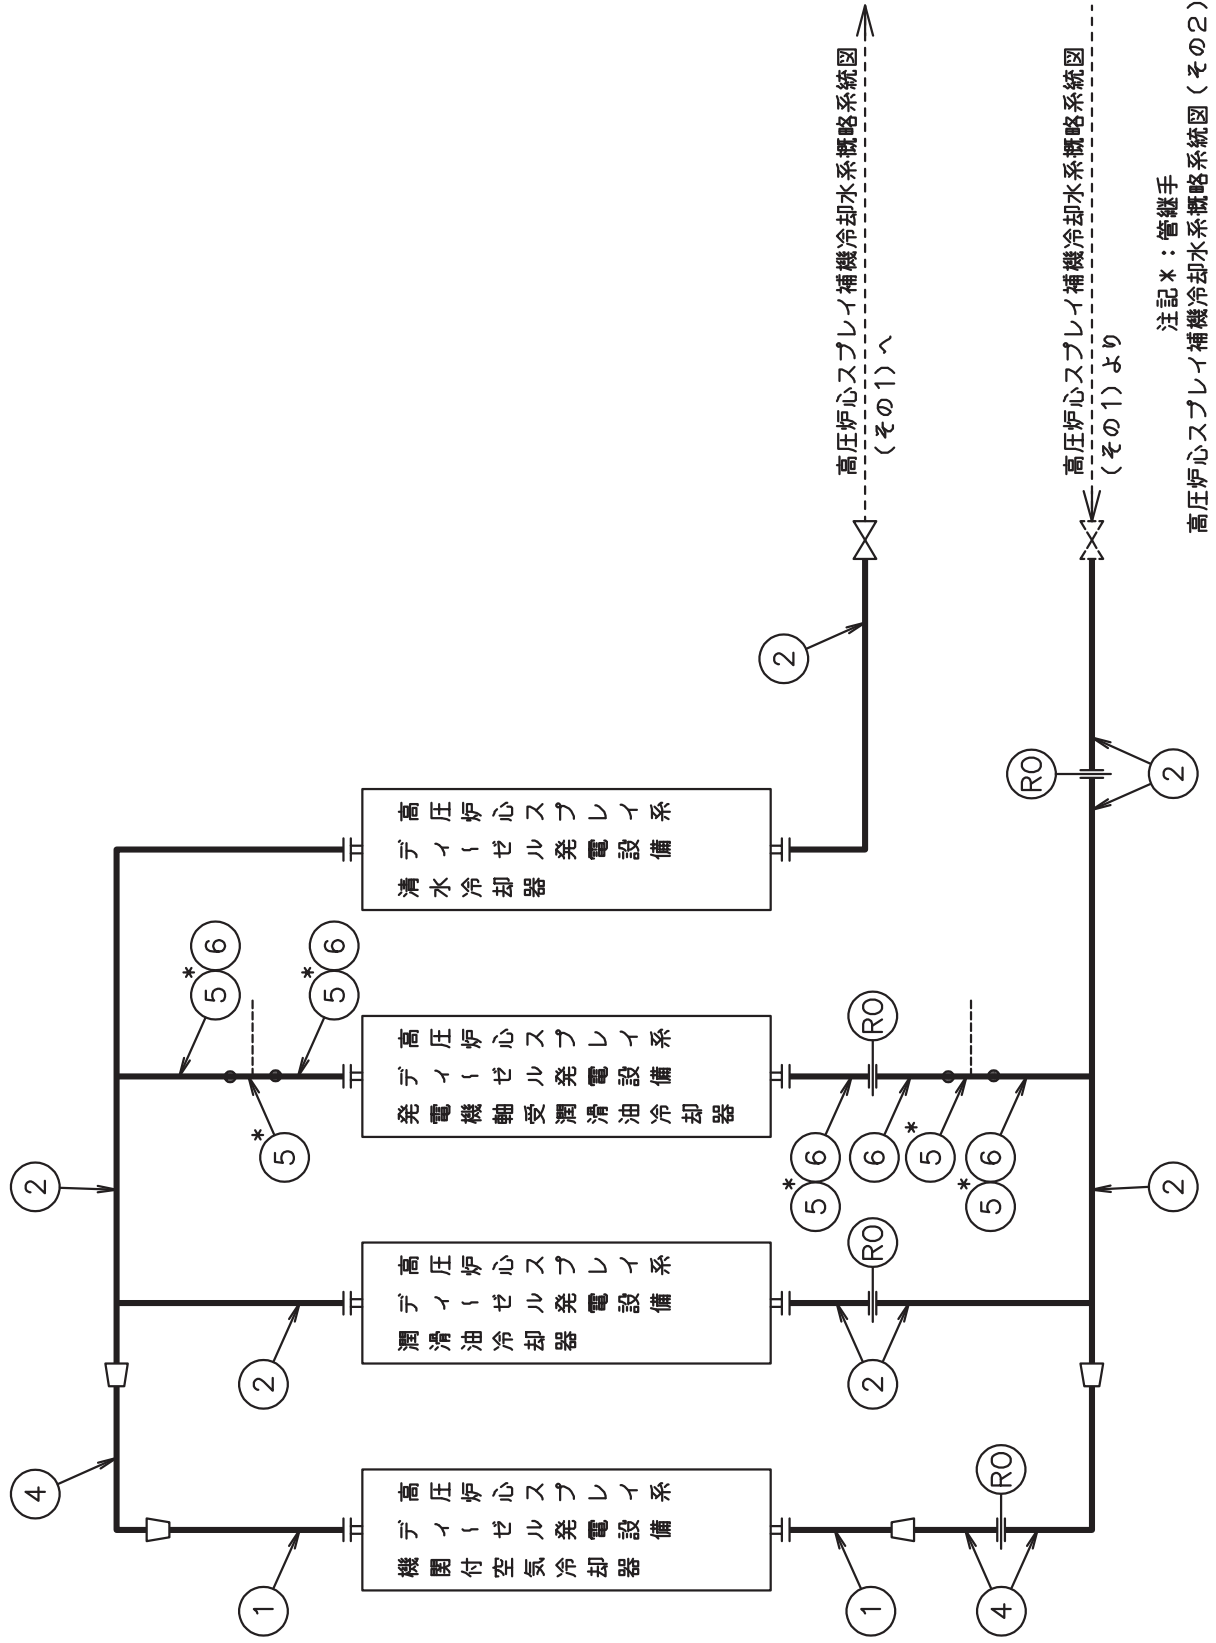 高圧炉心スプレイ補機冷却水系概略系統図
(その1)へ
高圧炉心スプレイ補機冷却水系概略系統図
(その1)より
2
2
RO
高圧炉心スプレイ系
ディーゼル発電設備
清水冷却器
5* 6
5* 6
5*
高圧炉心スプレイ系
ディーゼル発電設備
発電機軸受潤滑油冷却器
RO
5* 6
6
5*
5* 6
2
2
高圧炉心スプレイ系
ディーゼル発電設備
潤滑油冷却器
RO
2
2
4
高圧炉心スプレイ系
ディーゼル発電設備
機関付空気冷却器
RO
1
1
4
注記*:管継手
高圧炉心スプレイ補機冷却水系概略系統図(その2)